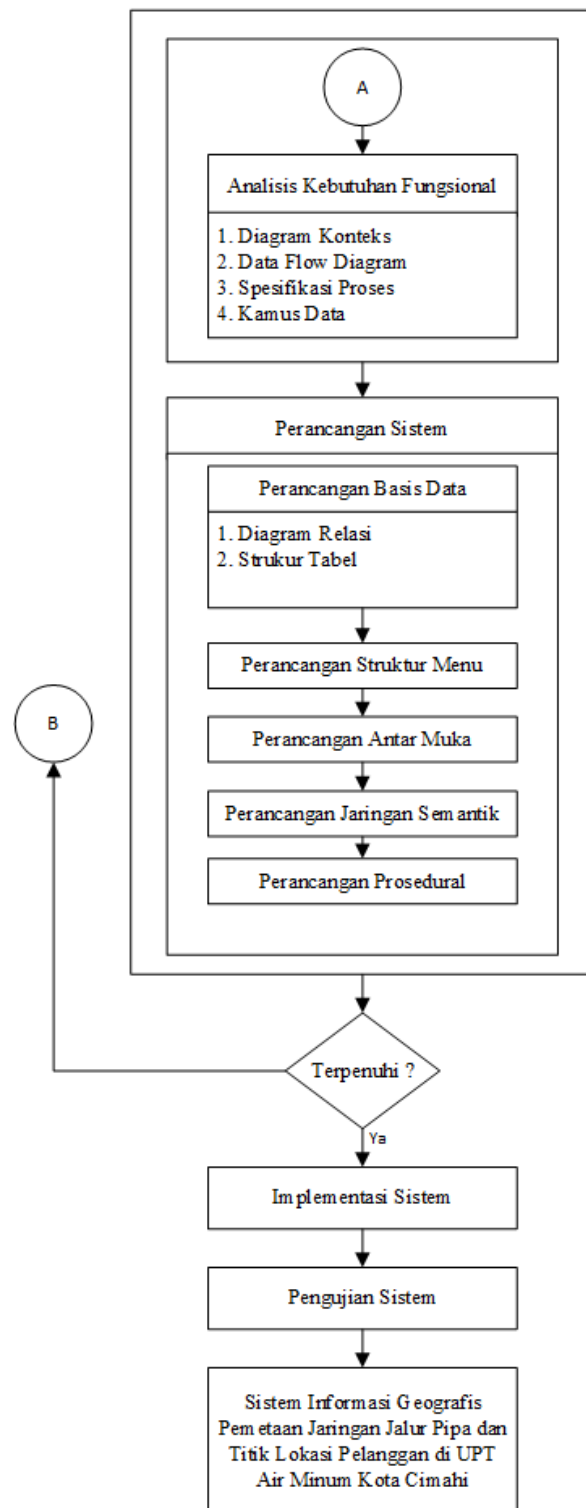 A
Analisis Kebutuhan Fungsional
1. Diagram Konteks
2. Data Flow Diagram
3. Spesifikasi Proses
4. Kamus Data
Perancangan Sistem
Perancangan Basis Data
1. Diagram Relasi
2. Strukur Tabel
Perancangan Struktur Menu
B
Perancangan Antar Muka
Perancangan Jaringan Semantik
Perancangan Prosedural
Terpenuhi ?
Ya
Implementasi Sistem
Pengujian Sistem
Sistem Informasi Geografis
Pemetaan Jaringan Jalur Pipa dan
Titik Lokasi Pelanggan di UPT
Air Minum Kota Cimahi